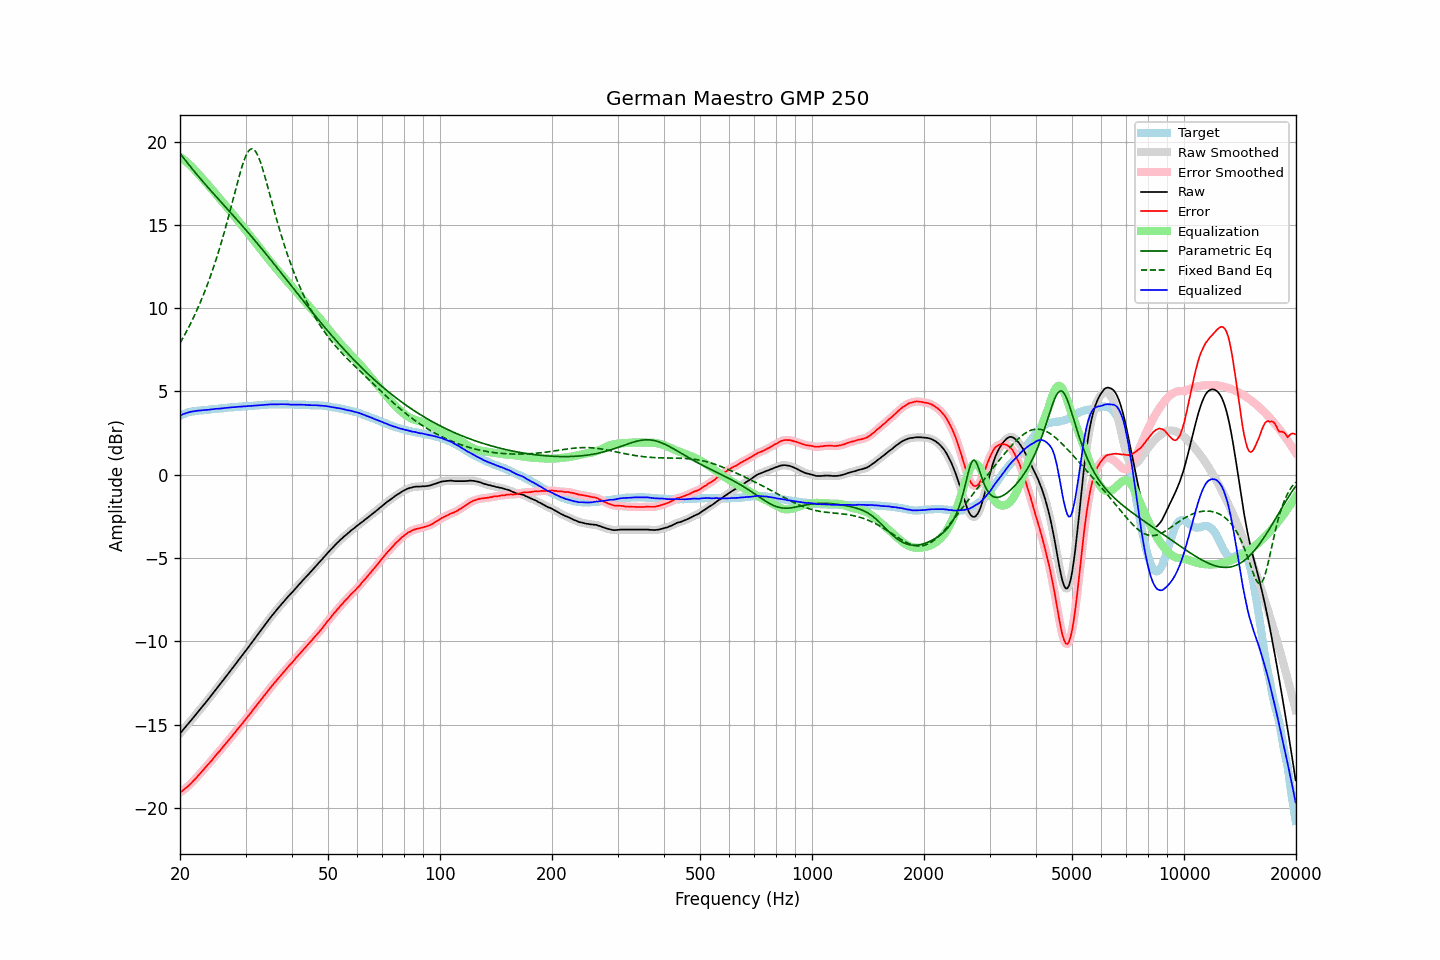 German Maestro GMP 250
Target
Raw Smoothed
Error Smoothed
Raw
Error
Equalization
Parametric Eq
Fixed Band Eq
Equalized
20
15
10
5
0
−5
−10
−15
−20
Amplitude (dBr)
20 50 100 200 500 1000 2000 5000 10000 20000
Frequency (Hz)